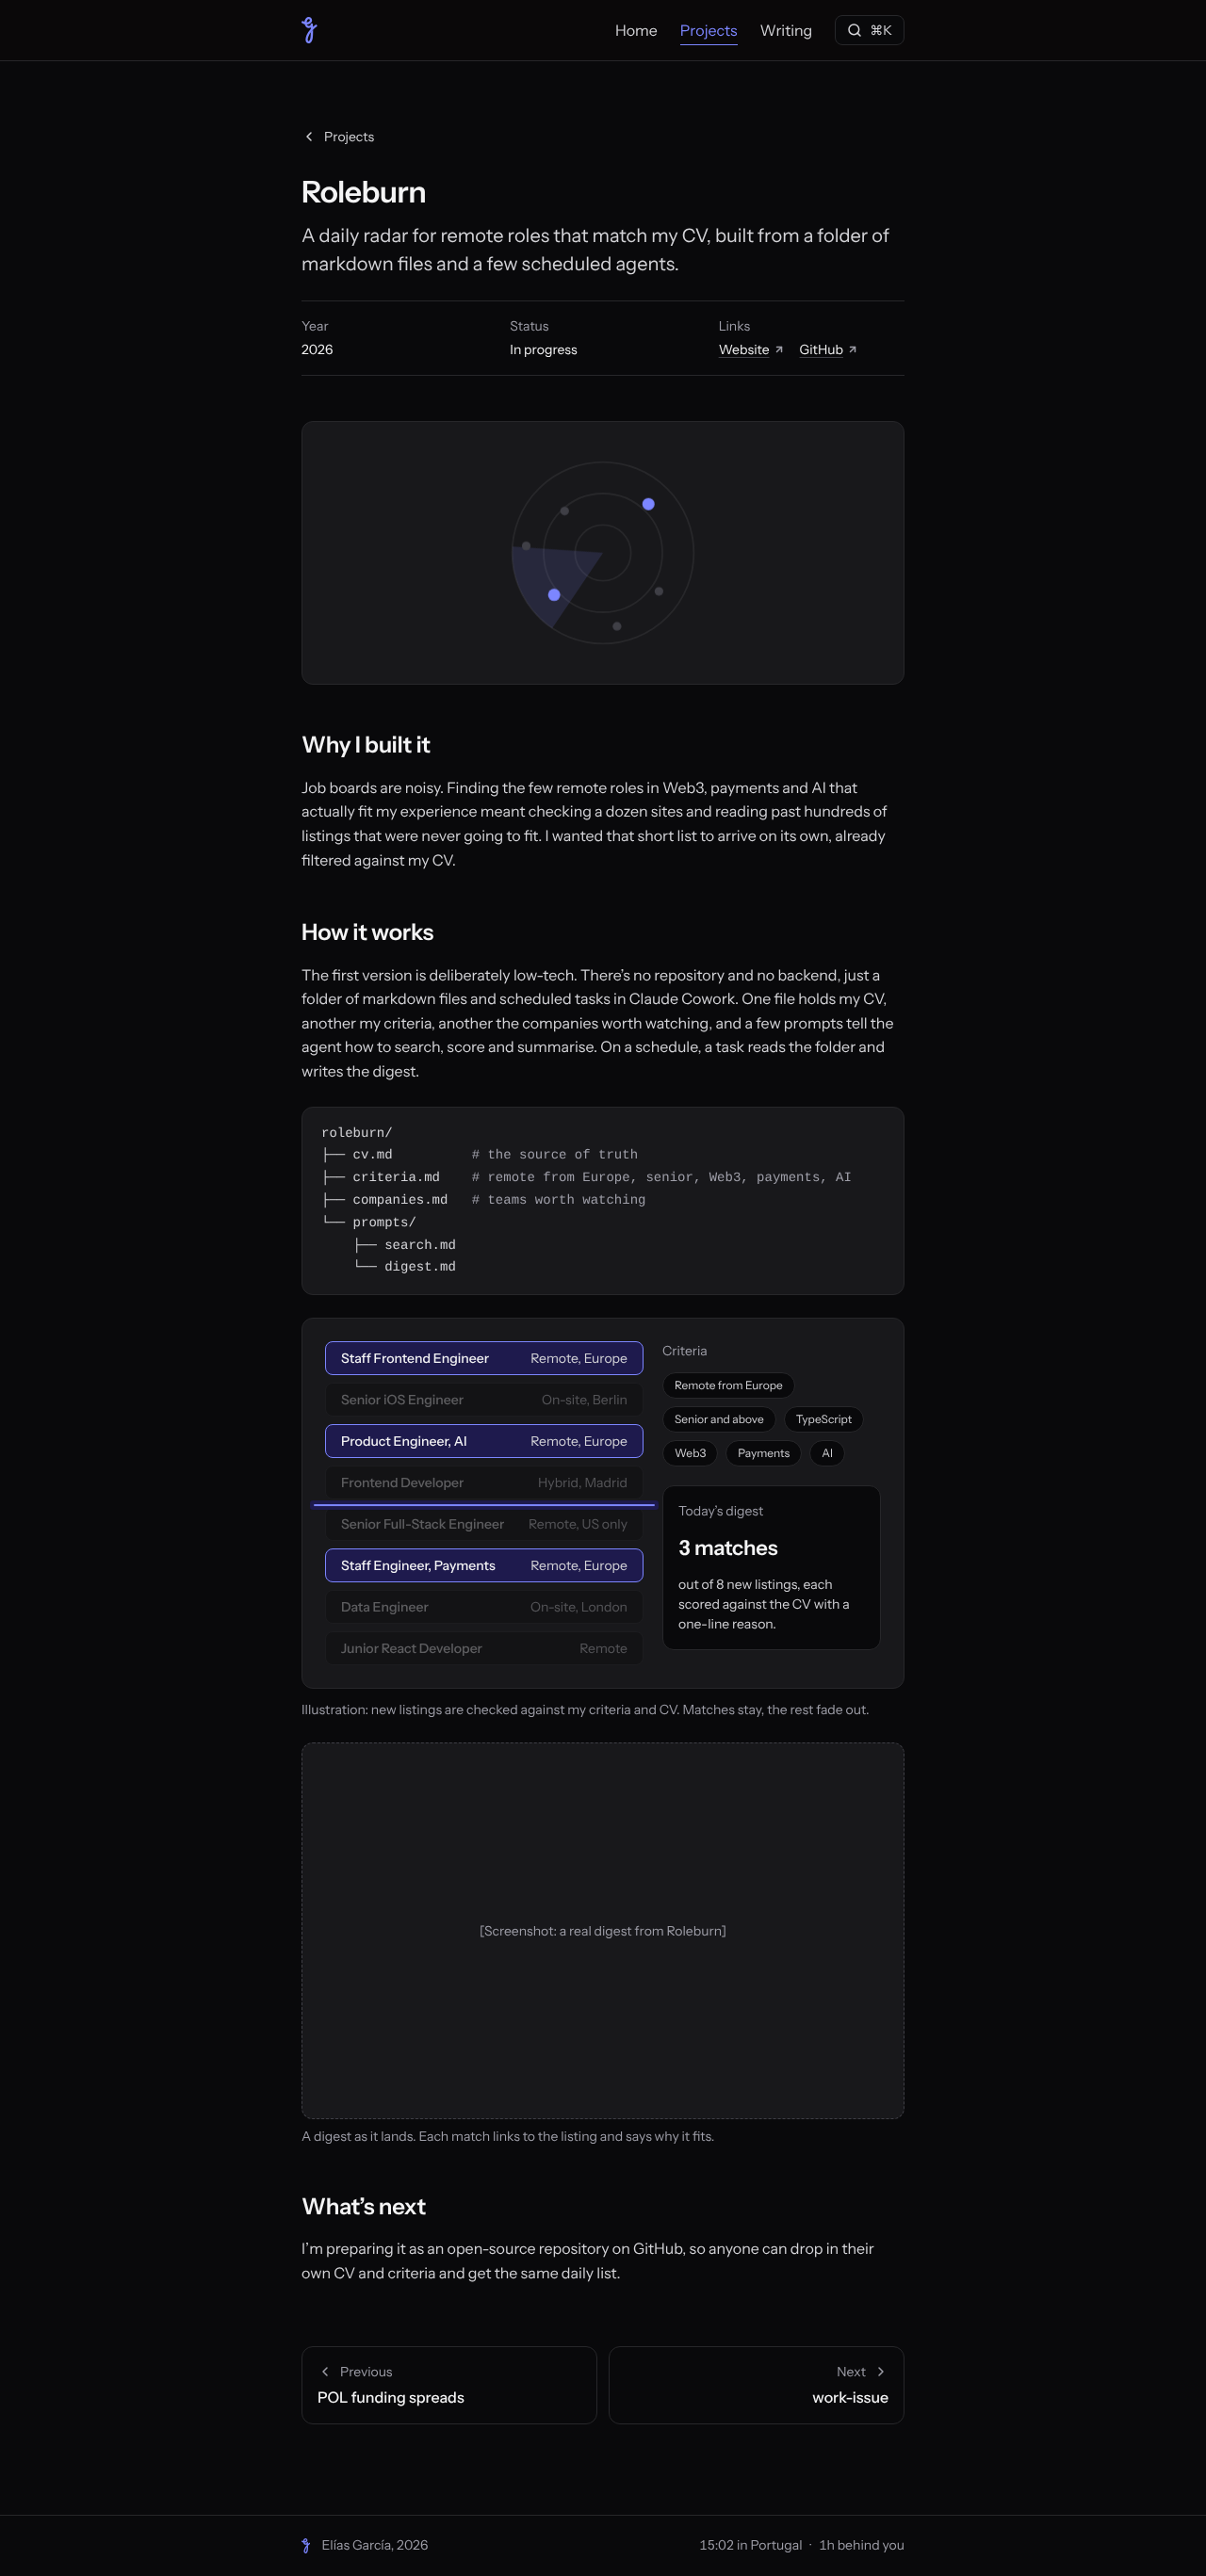 Home Projects Writing ⌘K
Projects
Roleburn
A daily radar for remote roles that match my CV, built from a folder of
markdown files and a few scheduled agents.
Year Status Links
2026 In progress Website GitHub
Why I built it
Job boards are noisy. Finding the few remote roles in Web3, payments and AI that
actually fit my experience meant checking a dozen sites and reading past hundreds of
listings that were never going to fit. I wanted that short list to arrive on its own, already
filtered against my CV.
How it works
The first version is deliberately low-tech. There’s no repository and no backend, just a
folder of markdown files and scheduled tasks in Claude Cowork. One file holds my CV,
another my criteria, another the companies worth watching, and a few prompts tell the
agent how to search, score and summarise. On a schedule, a task reads the folder and
writes the digest.
roleburn/
├── cv.md # the source of truth
├── criteria.md # remote from Europe, senior, Web3, payments, AI
├── companies.md # teams worth watching
└── prompts/
├── search.md
└── digest.md
Staff Frontend Engineer Remote, Europe
Senior iOS Engineer On-site, Berlin
Product Engineer, AI Remote, Europe
Frontend Developer Hybrid, Madrid
Senior Full-Stack Engineer Remote, US only
Staff Engineer, Payments Remote, Europe
Data Engineer On-site, London
Junior React Developer Remote
Criteria
Remote from Europe
Senior and above TypeScript
Web3 Payments AI
Today’s digest
3 matches
out of 8 new listings, each
scored against the CV with a
one-line reason.
Illustration: new listings are checked against my criteria and CV. Matches stay, the rest fade out.
[Screenshot: a real digest from Roleburn]
A digest as it lands. Each match links to the listing and says why it fits.
What’s next
I’m preparing it as an open-source repository on GitHub, so anyone can drop in their
own CV and criteria and get the same daily list.
Previous
POL funding spreads
Next
work-issue
Elías García, 2026 15:02 in Portugal · 1h behind you